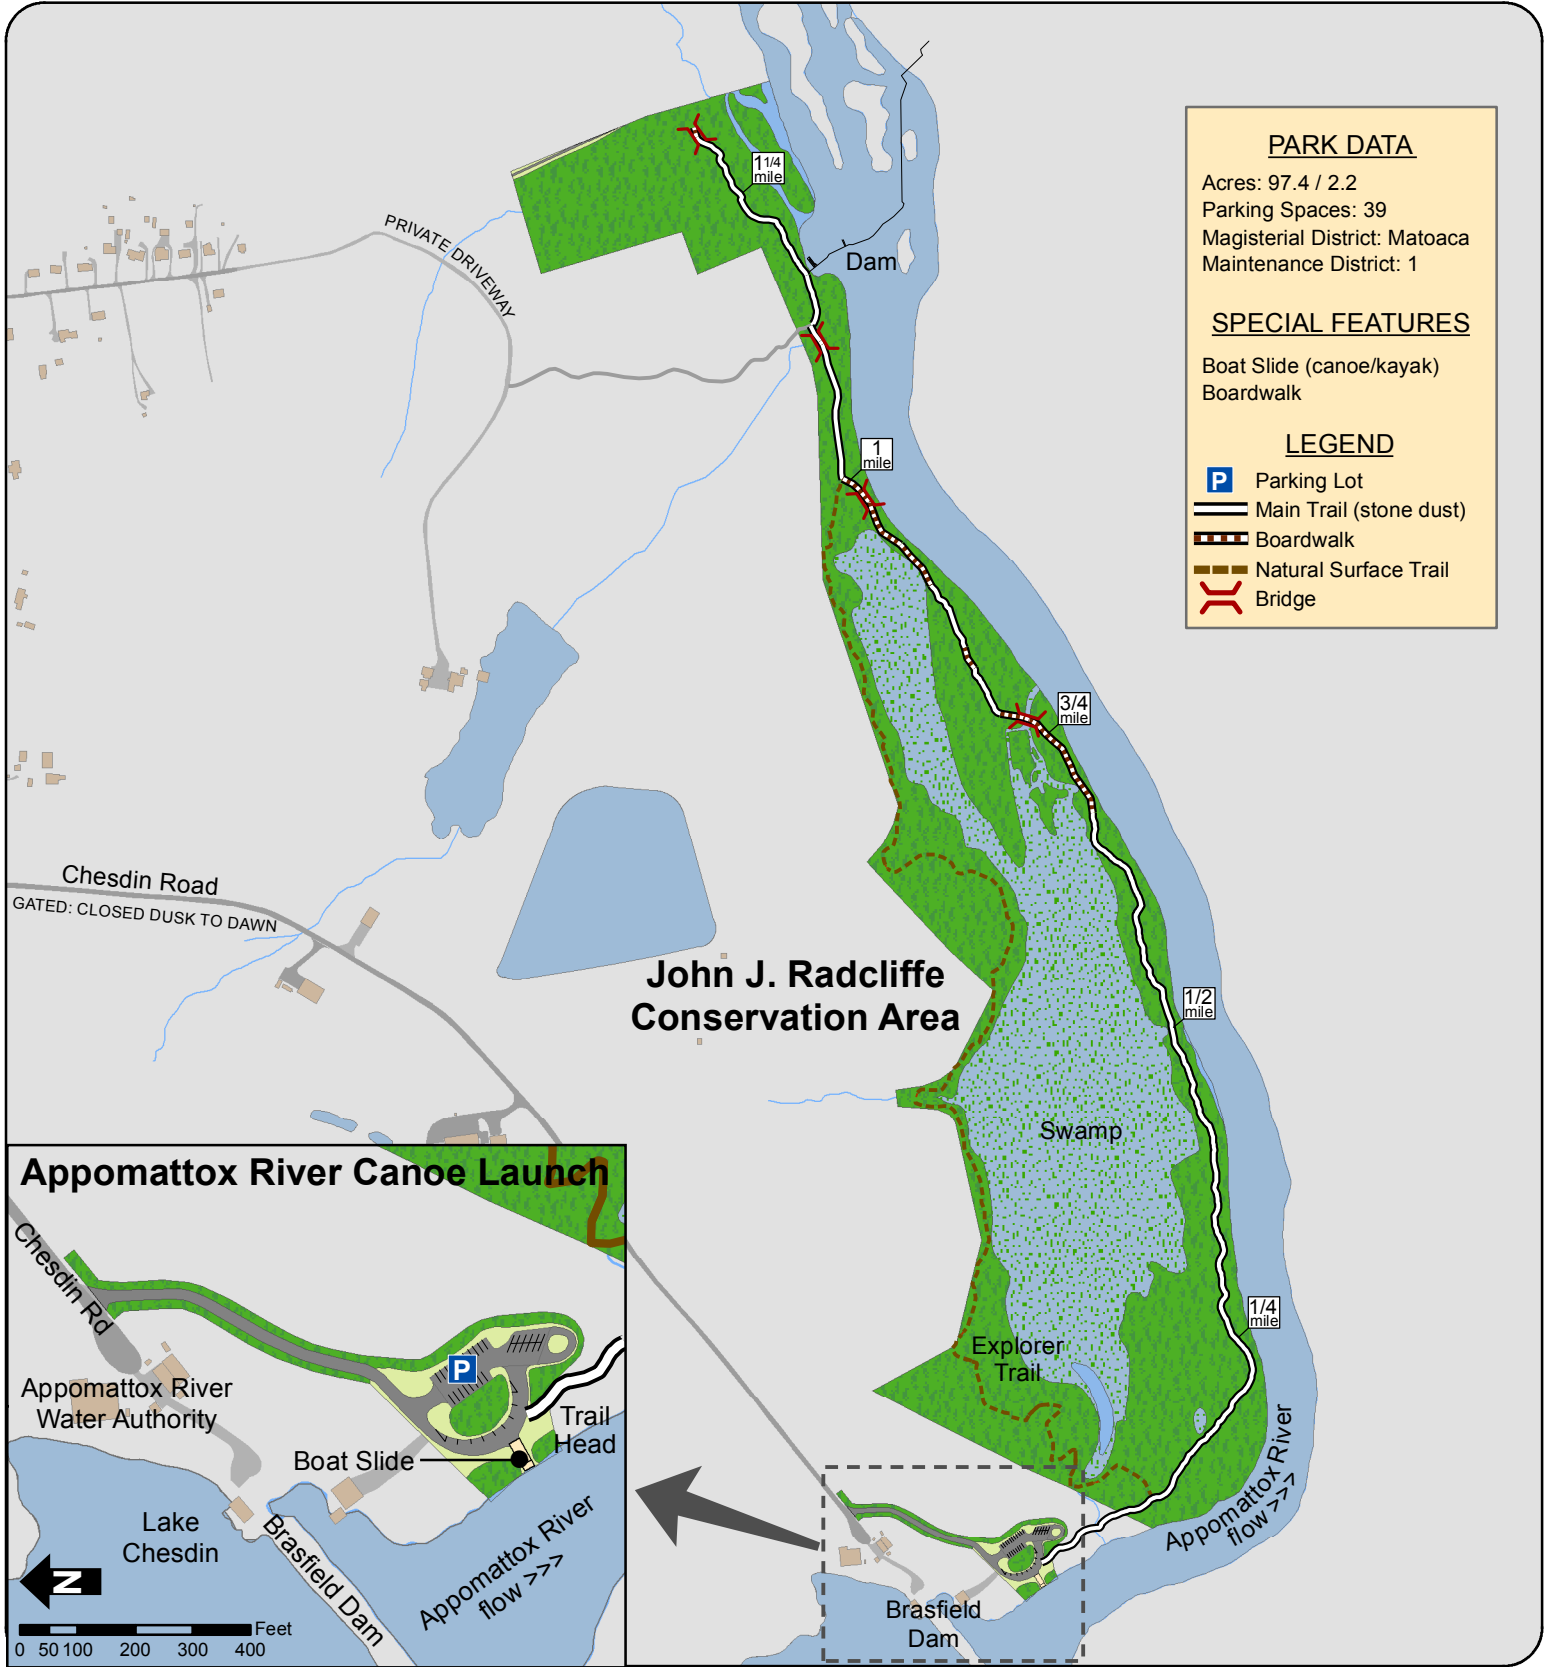 PARK DATA
Acres: 97.4 / 2.2
Parking Spaces: 39
Magisterial District: Matoaca
Maintenance District: 1
SPECIAL FEATURES
Boat Slide (canoe/kayak)
Boardwalk
LEGEND
P
Parking Lot
Main Trail (stone dust)
Boardwalk
Natural Surface Trail
Bridge
1 1/4
mile
PRIVATE DRIVEWAY
Dam
1
mile
3/4
mile
Chesdin Road
GATED: CLOSED DUSK TO DAWN
John J. Radcliffe
Conservation Area
1/2
mile
Swamp
1/4
mile
Explorer
Trail
Appomattox River
flow >>>
Brasfield
Dam
Appomattox River Canoe Launch
Chesdin Rd
P
Appomattox River
Water Authority
Trail
Head
Boat Slide
Lake
Chesdin
Brasfield Dam
Appomattox River
flow >>>
N
Feet
0 50 100 200 300 400